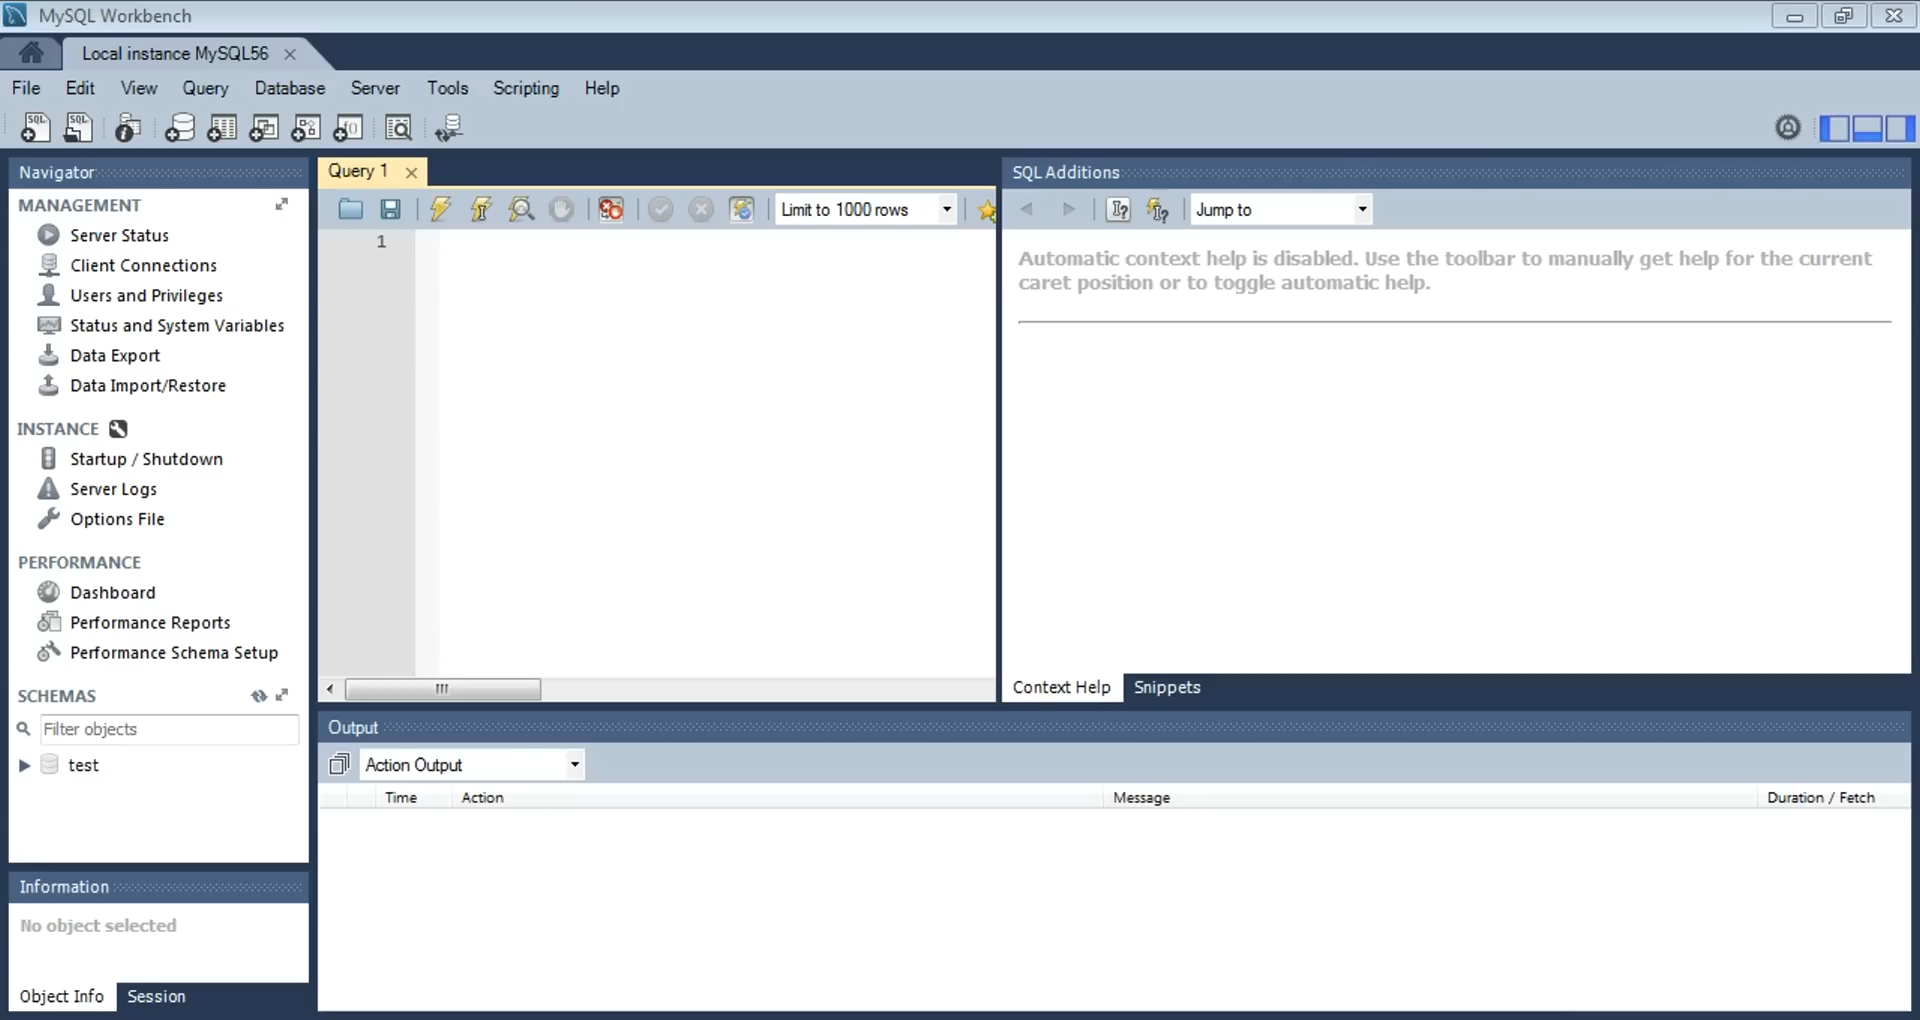 MySQL Workbench
Local instance MySQL56
File Edit View Query Database Server Tools Scripting Help
SQL SQL
Navigator
MANAGEMENT
Server Status
Client Connections
Users and Privileges
Status and System Variables
Data Export
Data Import/Restore
INSTANCE
Startup / Shutdown
Server Logs
Options File
PERFORMANCE
Dashboard
Performance Reports
Performance Schema Setup
SCHEMAS
Filter objects
test
Information
No object selected
Object Info Session
Query 1
Limit to 1000 rows
1
SQL Additions
Jump to
Automatic context help is disabled. Use the toolbar to manually get help for the current
caret position or to toggle automatic help.
Context Help Snippets
Output
Action Output
Time Action Message Duration / Fetch